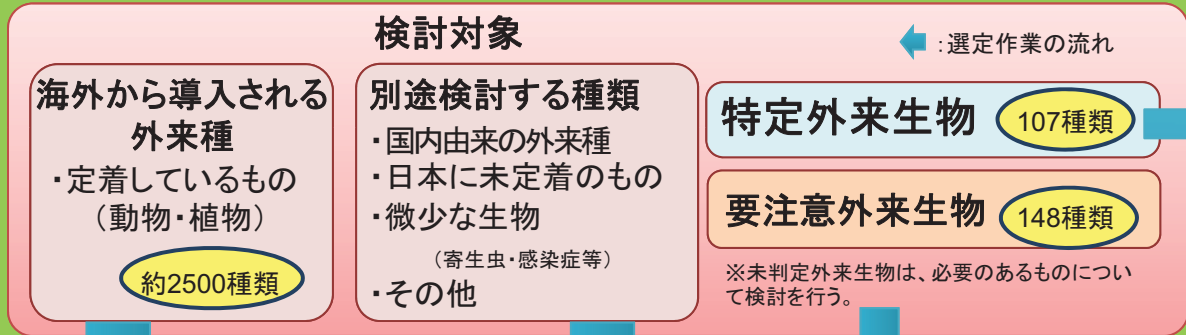 検討対象
:選定作業の流れ
海外から導入される
外来種
・定着しているもの
(動物・植物)
約2500種類
別途検討する種類
・国内由来の外来種
・日本に未定着のもの
・微少な生物
(寄生虫・感染症等)
・その他
特定外来生物
107種類
要注意外来生物
148種類
※未判定外来生物は、必要のあるものについ
て検討を行う。